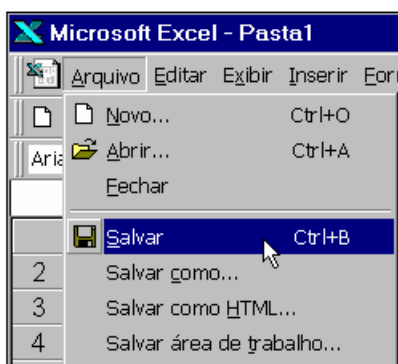 Microsoft Excel - Pasta1
Arquivo Editar Exibir Inserir
Novo... Ctrl+O
Abrir... Ctrl+A
Fechar
Salvar Ctrl+B
2 Salvar como...
3 Salvar como HTML...
4 Salvar área de trabalho...